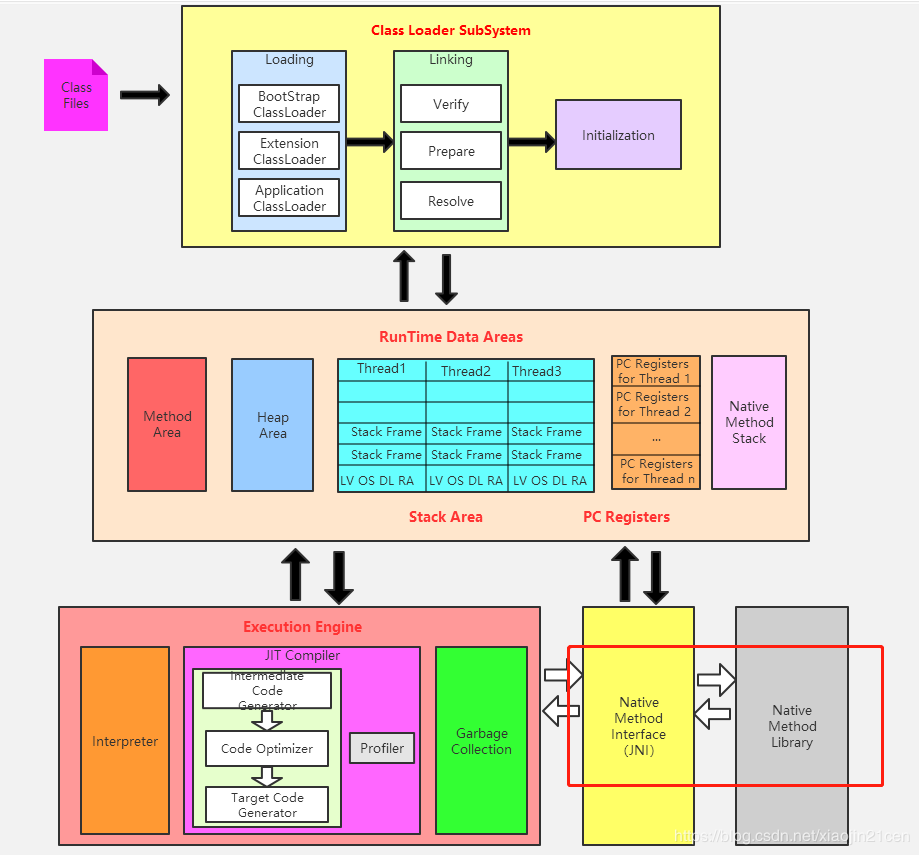 Class Loader SubSystem
Class
Files
Loading
BootStrap
ClassLoader
Extension
ClassLoader
Application
ClassLoader
Linking
Verify
Prepare
Resolve
Initialization
RunTime Data Areas
Method
Area
Heap
Area
Thread1
Thread2
Thread3
Stack Frame
Stack Frame
Stack Frame
Stack Frame
Stack Frame
Stack Frame
LV OS DL RA
LV OS DL RA
LV OS DL RA
Stack Area
PC Registers
for Thread 1
PC Registers
for Thread 2
...
PC Registers
for Thread n
PC Registers
Native
Method
Stack
Execution Engine
Interpreter
JIT Compiler
Intermediate
Code
Generator
Code Optimizer
Target Code
Generator
Profiler
Garbage
Collection
Native
Method
Interface
(JNI)
Native
Method
Library
https://blog.csdn.net/xiaojin21cen